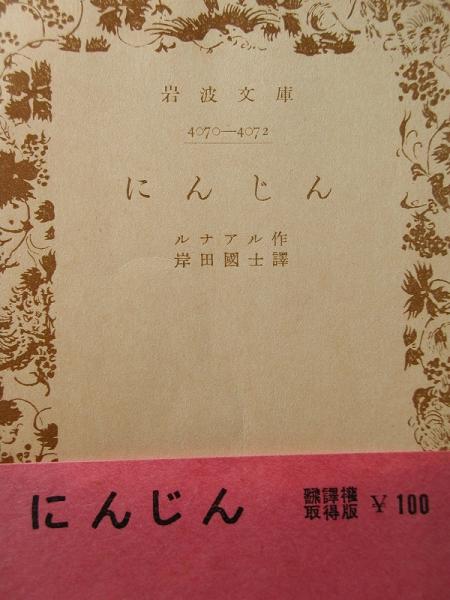 岩波文庫
4070—4072
にんじん
ルナアル作
岸田國士譯
にんじん
飜譯權
取得版
¥ 100